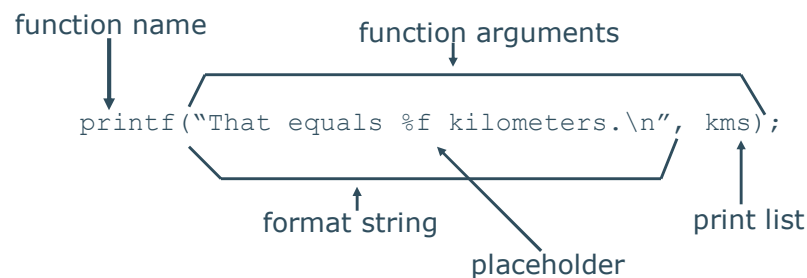 function name
function arguments
printf(“That equals %f kilometers.\n”, kms);
format string
print list
placeholder